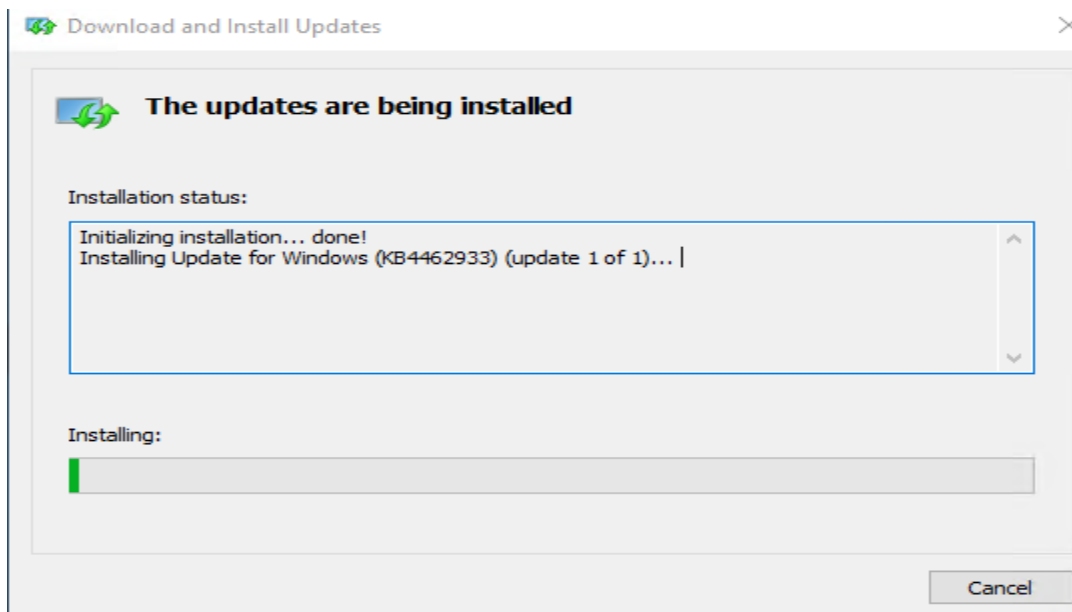 Download and Install Updates
The updates are being installed
Installation status:
Initializing installation... done!
Installing Update for Windows (KB4462933) (update 1 of 1)...
Installing:
Cancel